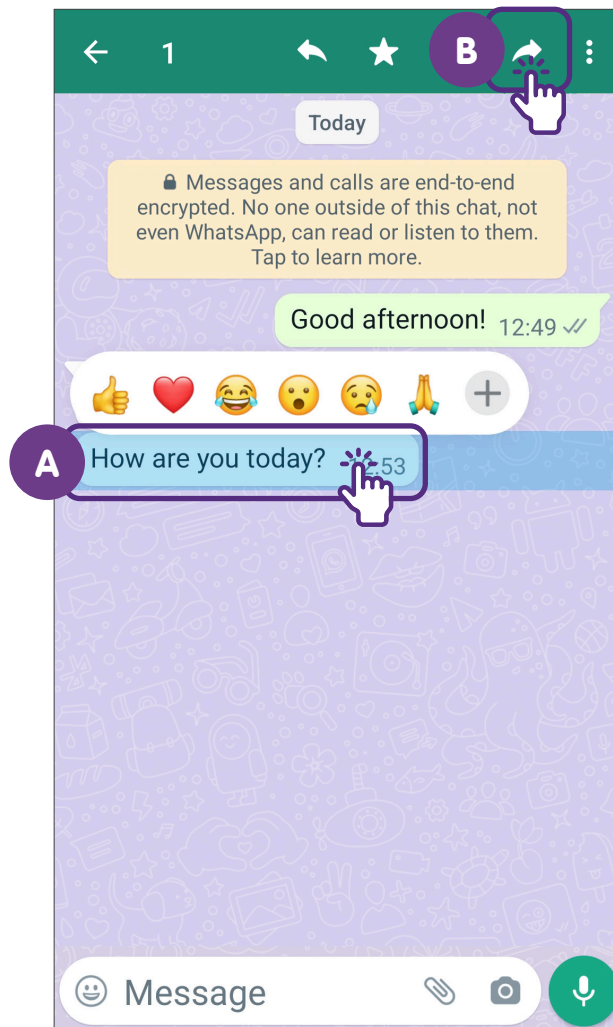 1
B
Today
Messages and calls are end-to-end
encrypted. No one outside of this chat, not
even WhatsApp, can read or listen to them.
Tap to learn more.
Good afternoon! 12:49
A
How are you today? 12:53
Message